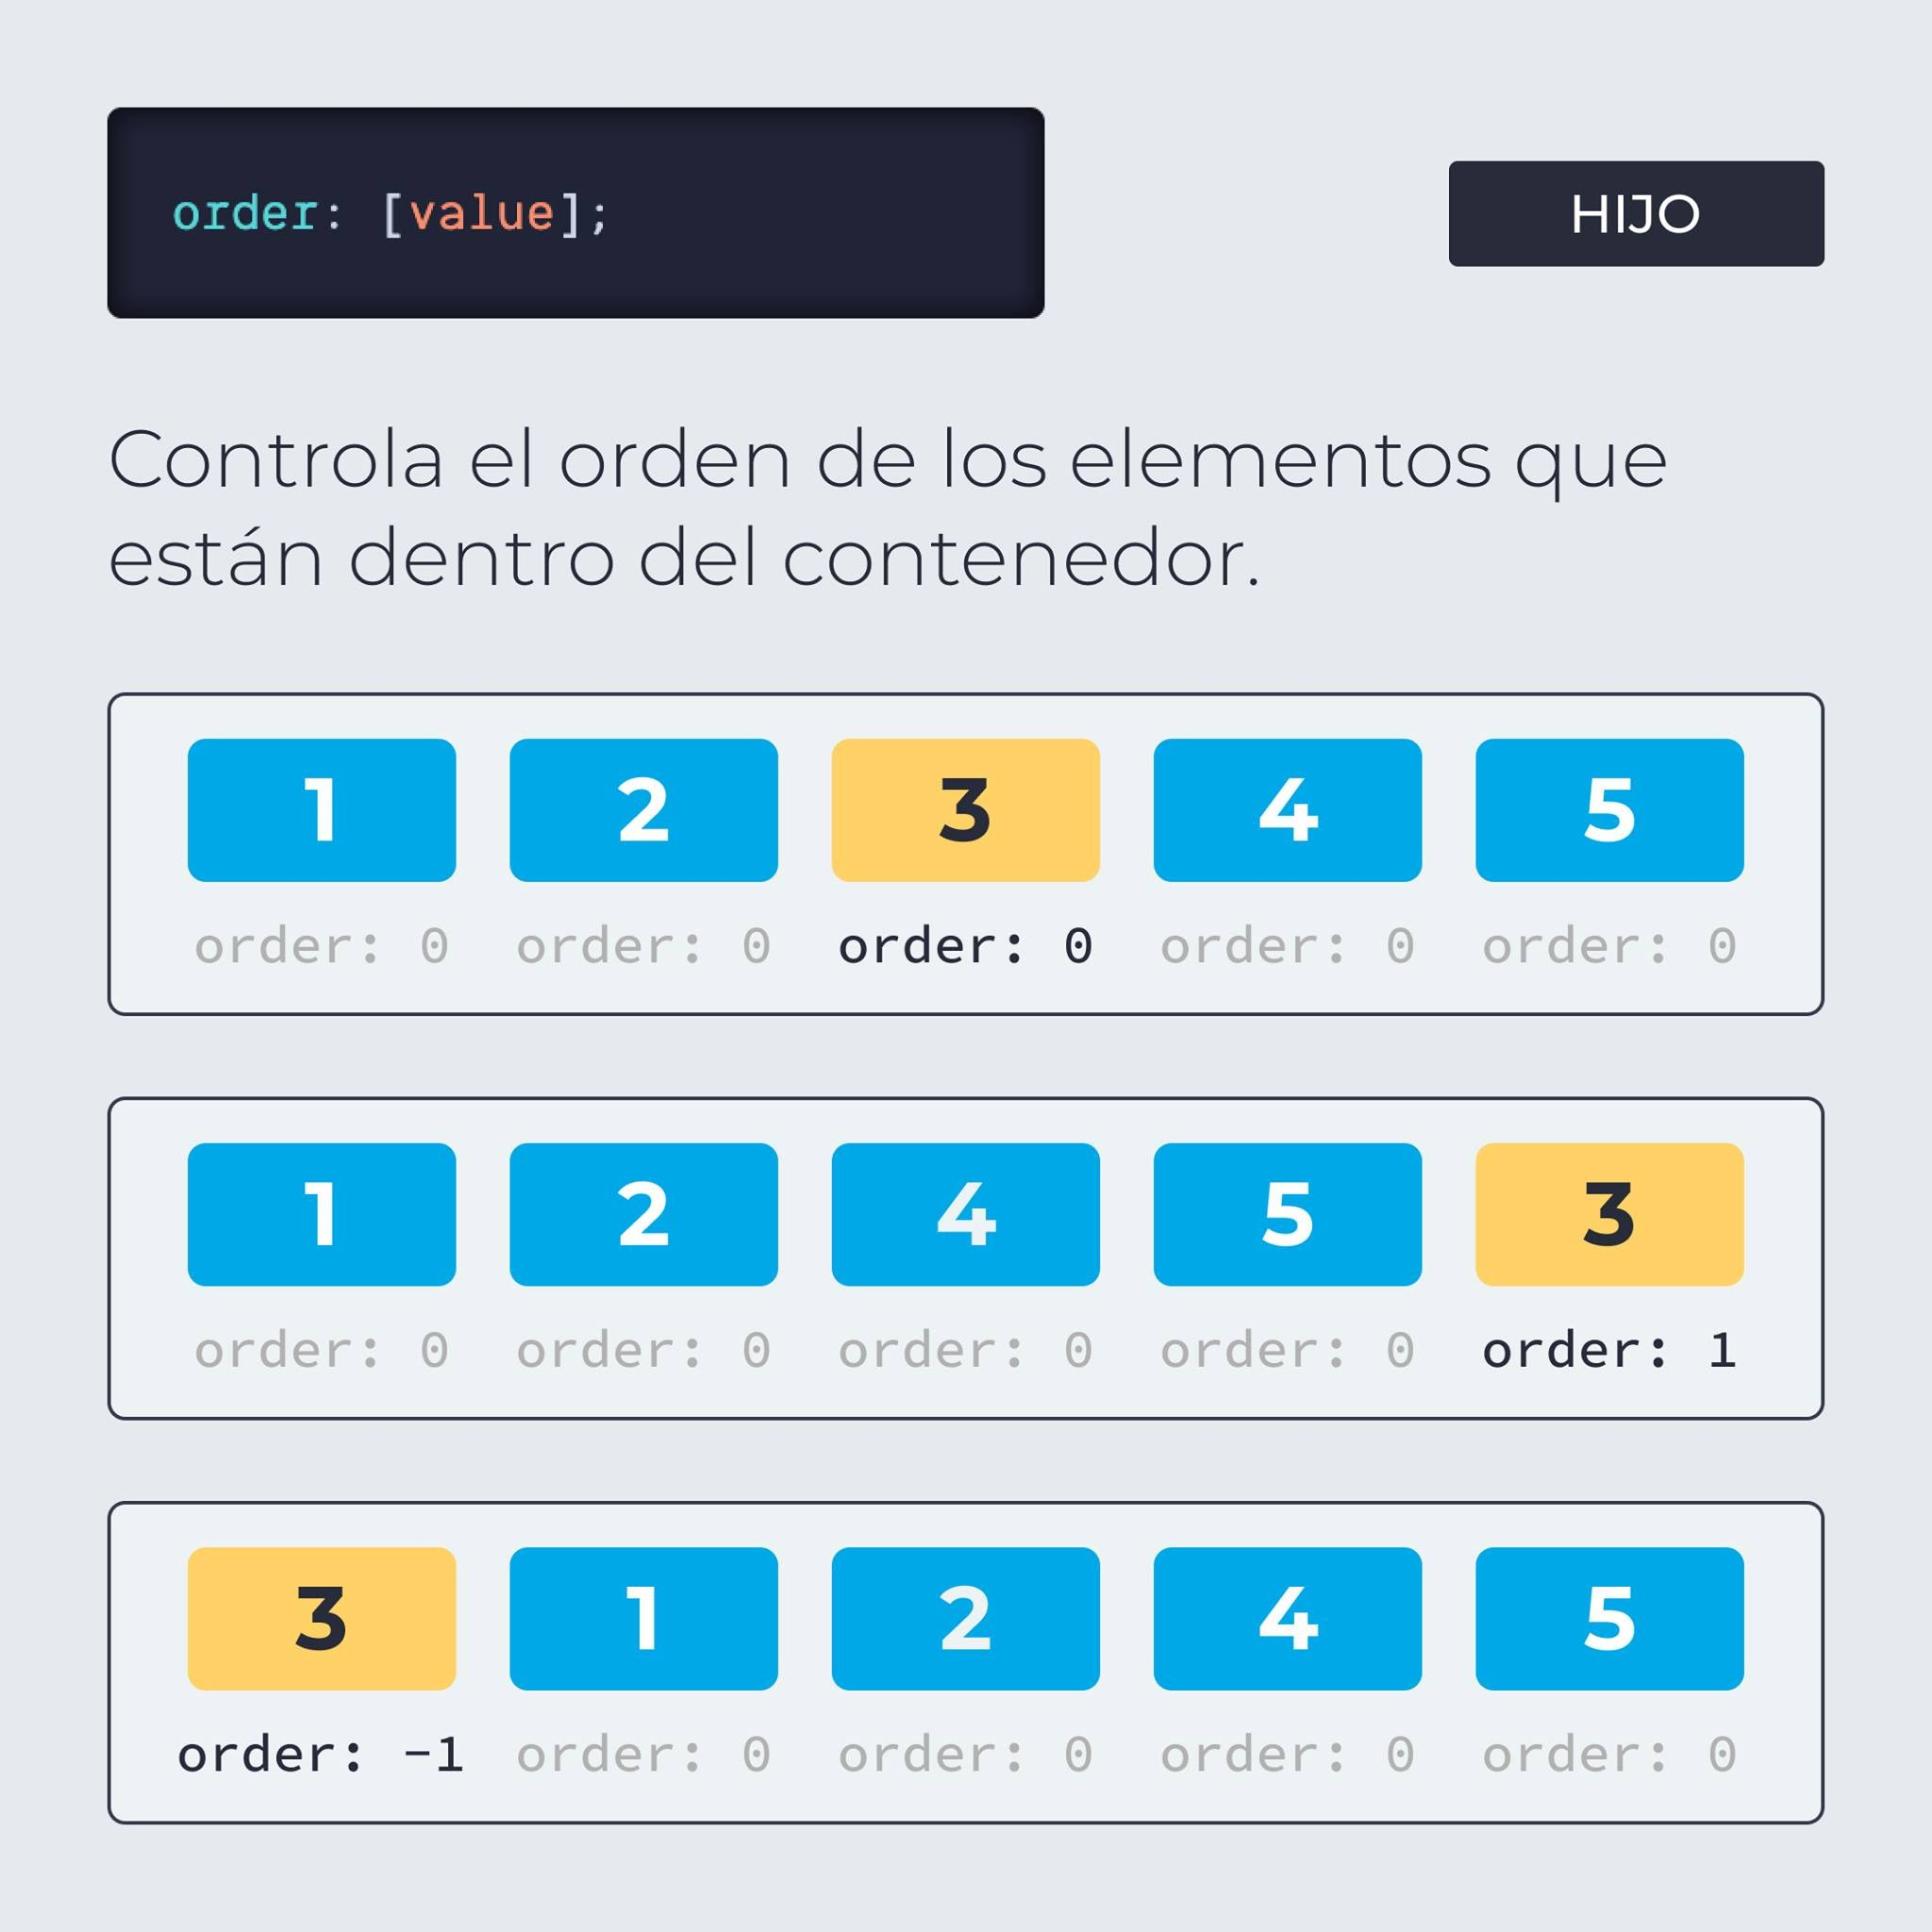 order: [value];
HIJO
Controla el orden de los elementos que
están dentro del contenedor.
1 2 3 4 5
order: 0 order: 0 order: 0 order: 0 order: 0
1 2 4 5 3
order: 0 order: 0 order: 0 order: 0 order: 1
3 1 2 4 5
order: -1 order: 0 order: 0 order: 0 order: 0